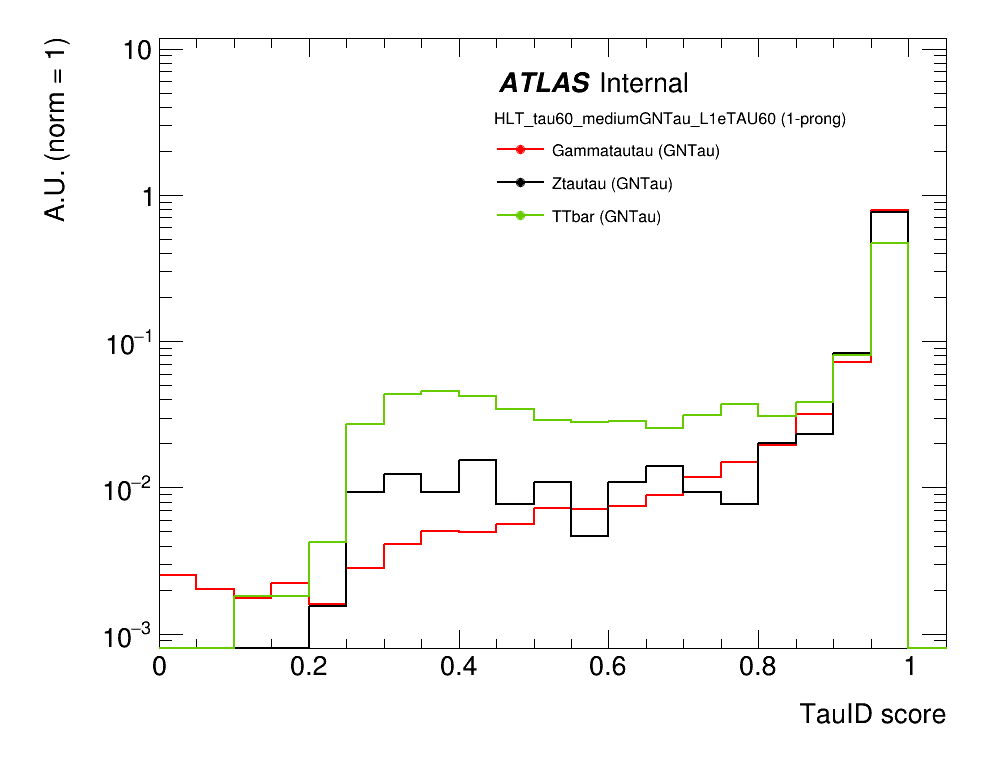 A.U. (norm = 1)
10
1
10⁻¹
10⁻²
10⁻³
ATLAS Internal
HLT_tau60_mediumGNTau_L1eTAU60 (1-prong)
Gammatautau (GNTau)
Ztautau (GNTau)
TTbar (GNTau)
0 0.2 0.4 0.6 0.8 1
TauID score